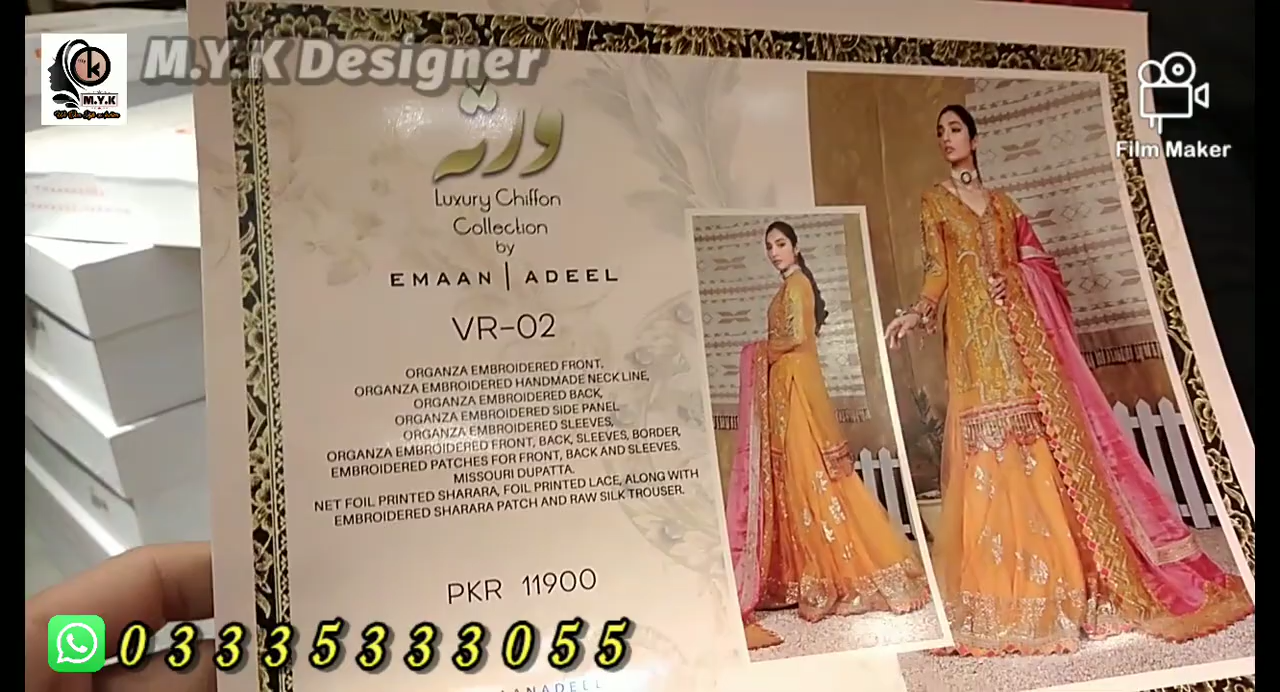 M.Y.K Designer
M.Y.K
Film Maker
ورثہ
Luxury Chiffon
Collection
by
EMAAN | ADEEL
VR-02
ORGANZA EMBROIDERED FRONT,
ORGANZA EMBROIDERED HANDMADE NECK LINE,
ORGANZA EMBROIDERED BACK,
ORGANZA EMBROIDERED SIDE PANEL
ORGANZA EMBROIDERED SLEEVES,
ORGANZA EMBROIDERED FRONT, BACK, SLEEVES, BORDER,
EMBROIDERED PATCHES FOR FRONT, BACK AND SLEEVES.
MISSOURI DUPATTA.
NET FOIL PRINTED SHARARA, FOIL PRINTED LACE, ALONG WITH
EMBROIDERED SHARARA PATCH AND RAW SILK TROUSER.
PKR 11900
03335333055